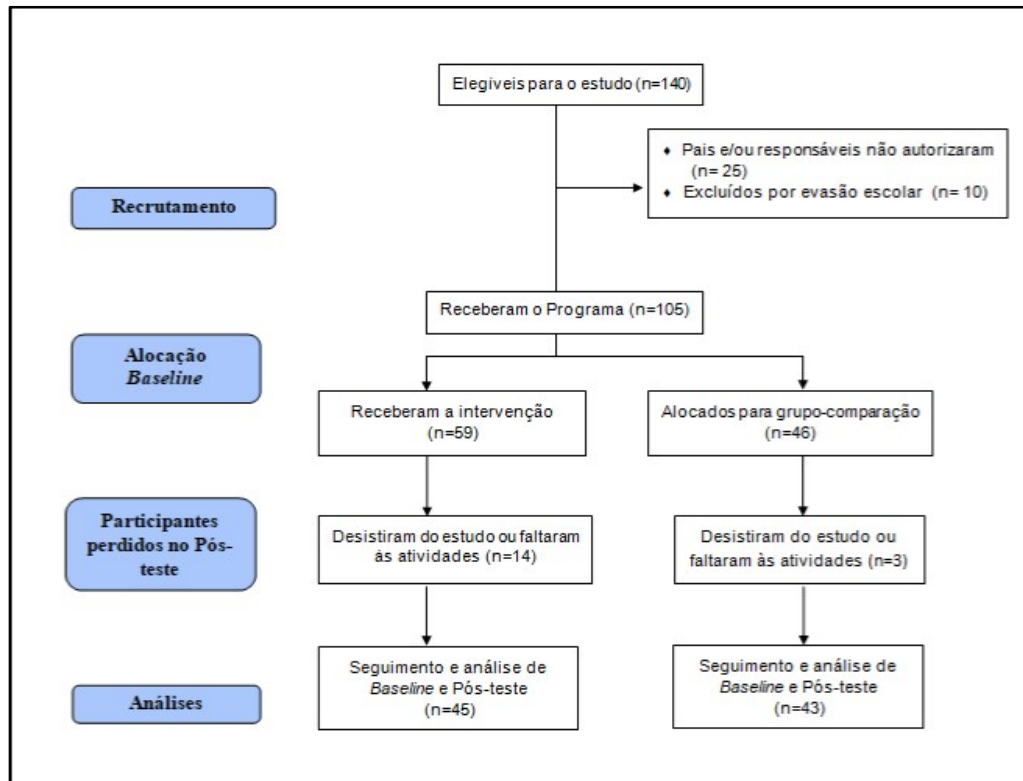 Elegíveis para o estudo (n=140)
♦ Pais e/ou responsáveis não autorizaram
(n= 25)
♦ Excluídos por evasão escolar (n= 10)
Recrutamento
Receberam o Programa (n=105)
Alocação
Baseline
Receberam a intervenção
(n=59)
Alocados para grupo-comparação
(n=46)
Participantes
perdidos no Pós-
teste
Desistiram do estudo ou faltaram
às atividades (n=14)
Desistiram do estudo ou
faltaram às atividades (n=3)
Análises
Seguimento e análise de
Baseline e Pós-teste
(n=45)
Seguimento e análise de
Baseline e Pós-teste
(n=43)